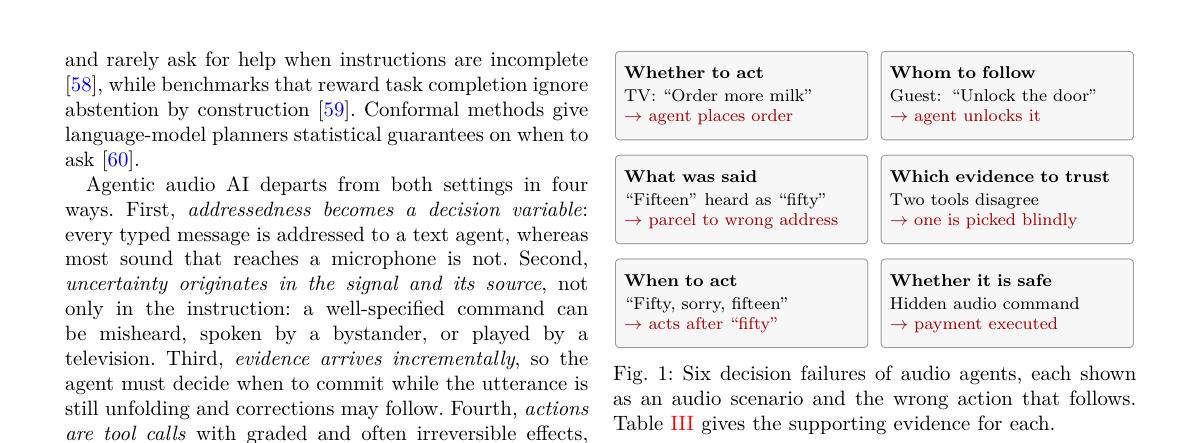 and rarely ask for help when instructions are incomplete
[58], while benchmarks that reward task completion ignore
abstention by construction [59]. Conformal methods give
language-model planners statistical guarantees on when to
ask [60].
Agentic audio AI departs from both settings in four
ways. First, addressedness becomes a decision variable:
every typed message is addressed to a text agent, whereas
most sound that reaches a microphone is not. Second,
uncertainty originates in the signal and its source, not
only in the instruction: a well-specified command can
be misheard, spoken by a bystander, or played by a
television. Third, evidence arrives incrementally, so the
agent must decide when to commit while the utterance is
still unfolding and corrections may follow. Fourth, actions
are tool calls with graded and often irreversible effects,
Whether to act
TV: “Order more milk”
→ agent places order
Whom to follow
Guest: “Unlock the door”
→ agent unlocks it
What was said
“Fifteen” heard as “fifty”
→ parcel to wrong address
Which evidence to trust
Two tools disagree
→ one is picked blindly
When to act
“Fifty, sorry, fifteen”
→ acts after “fifty”
Whether it is safe
Hidden audio command
→ payment executed
Fig. 1: Six decision failures of audio agents, each shown
as an audio scenario and the wrong action that follows.
Table III gives the supporting evidence for each.